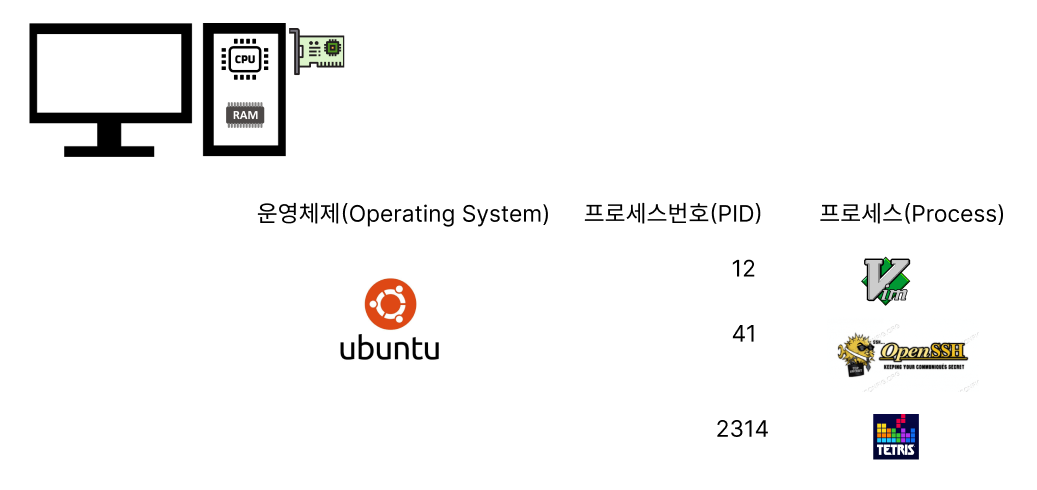 CPU
RAM
운영체제(Operating System) 프로세스번호(PID) 프로세스(Process)
12
Vim
ubuntu
41
SSH
OpenSSH
KEEPING YOUR COMMUNIQUÉS SECRET
2314
TETRIS